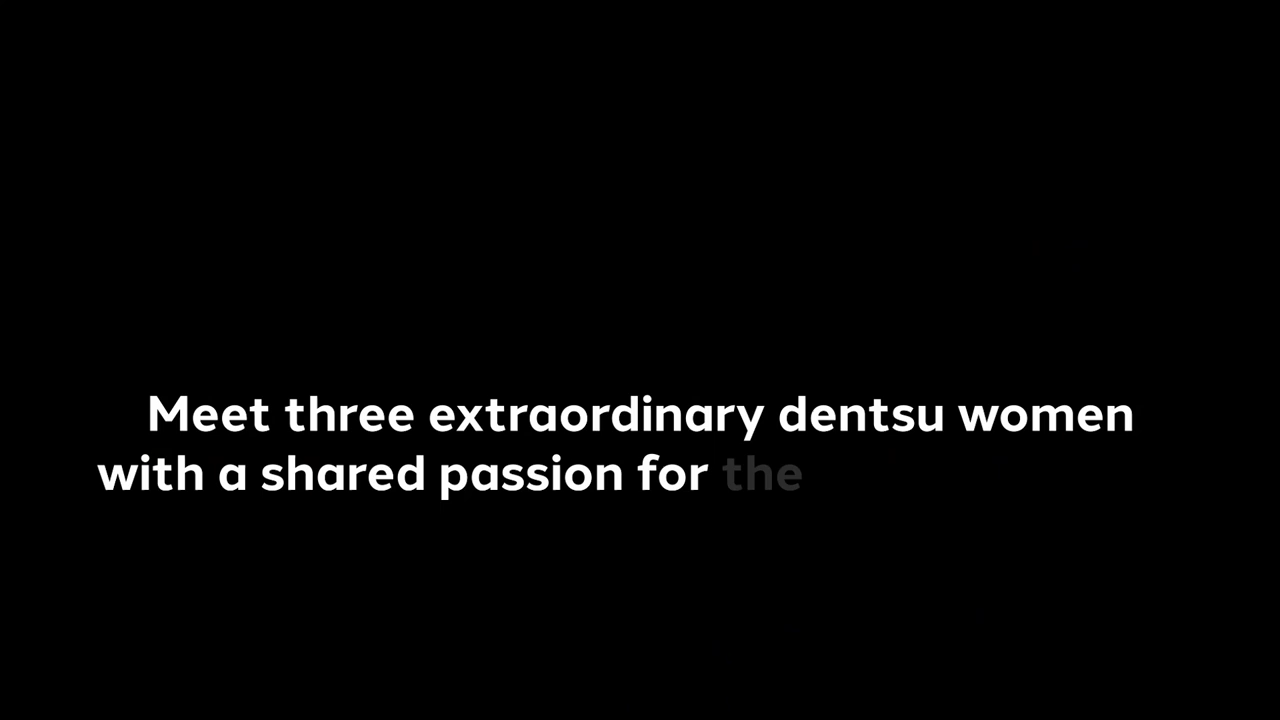 Meet three extraordinary dentsu women
with a shared passion for the